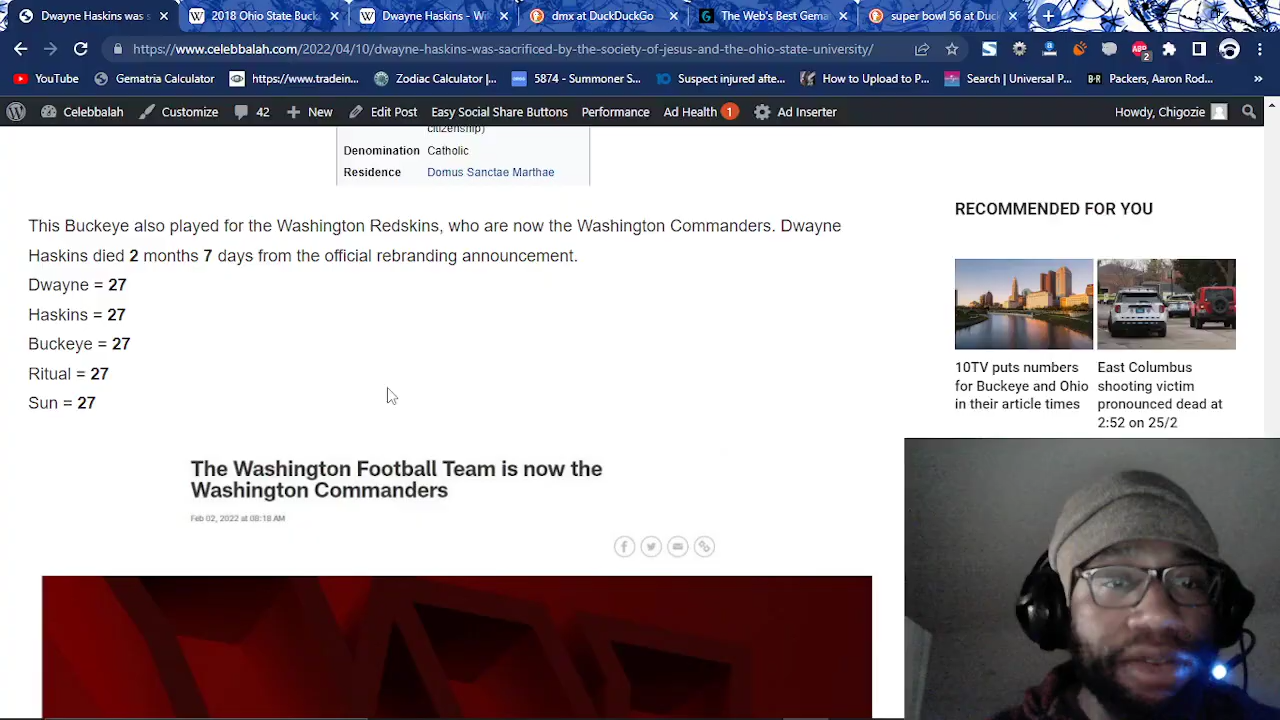 Dwayne Haskins was s
2018 Ohio State Buck
Dwayne Haskins - Wi
dmx at DuckDuckGo
The Web's Best Gema
super bowl 56 at Duc
https://www.celebbalah.com/2022/04/10/dwayne-haskins-was-sacrificed-by-the-society-of-jesus-and-the-ohio-state-university/
YouTube
Gematria Calculator
https://www.tradein...
Zodiac Calculator |...
5874 - Summoner S...
Suspect injured afte...
How to Upload to P...
Search | Universal P...
Packers, Aaron Rod...
Celebbalah
Customize
42
New
Edit Post
Easy Social Share Buttons
Performance
Ad Health 1
Ad Inserter
Howdy, Chigozie
citizenship)
Denomination Catholic
Residence Domus Sanctae Marthae
This Buckeye also played for the Washington Redskins, who are now the Washington Commanders. Dwayne
Haskins died 2 months 7 days from the official rebranding announcement.
Dwayne = 27
Haskins = 27
Buckeye = 27
Ritual = 27
Sun = 27
The Washington Football Team is now the
Washington Commanders
Feb 02, 2022 at 08:18 AM
RECOMMENDED FOR YOU
10TV puts numbers
for Buckeye and Ohio
in their article times
East Columbus
shooting victim
pronounced dead at
2:52 on 25/2